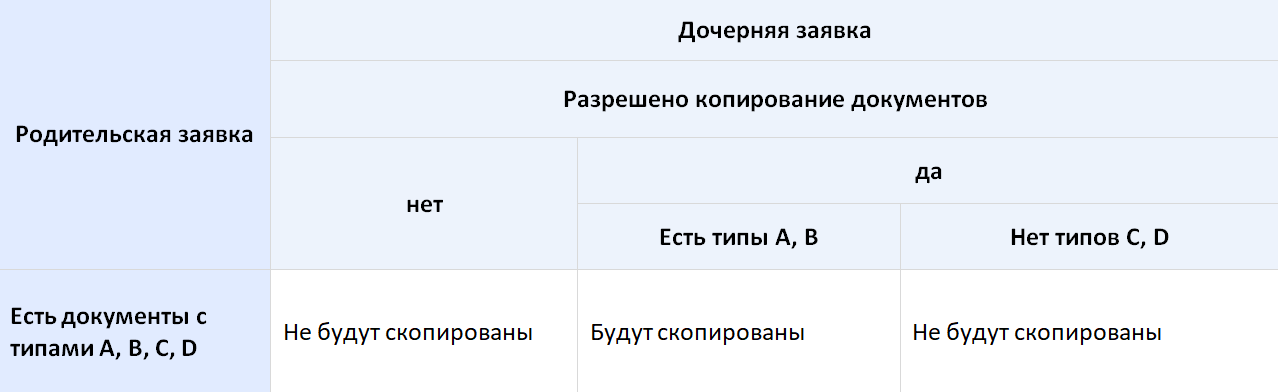 Родительская заявка
Дочерняя заявка
Разрешено копирование документов
нет
да
Есть типы A, B
Нет типов C, D
Есть документы с
типами A, B, C, D
Не будут скопированы
Будут скопированы
Не будут скопированы